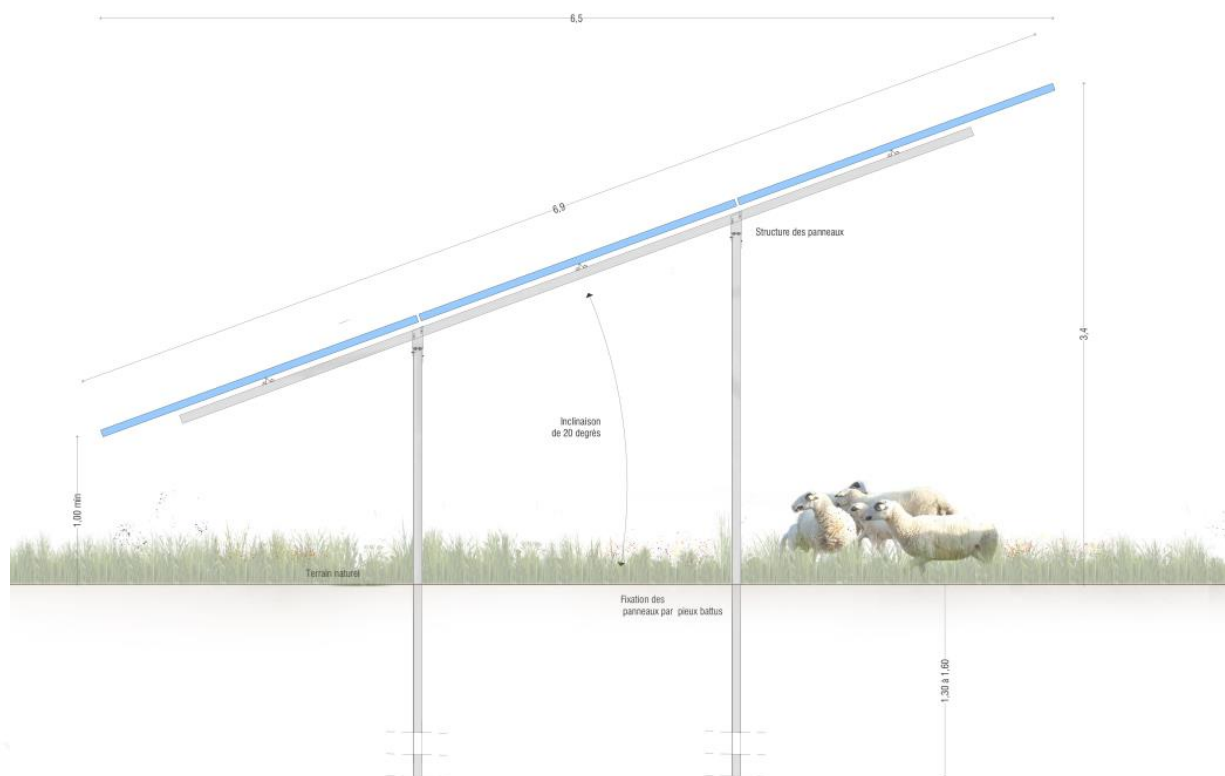 6,5
6,9
Structure des panneaux
3,4
Inclinaison
de 20 degrès
1,00 min
Terrain naturel
Fixation des
panneaux par pieux battus
1,30 à 1,60